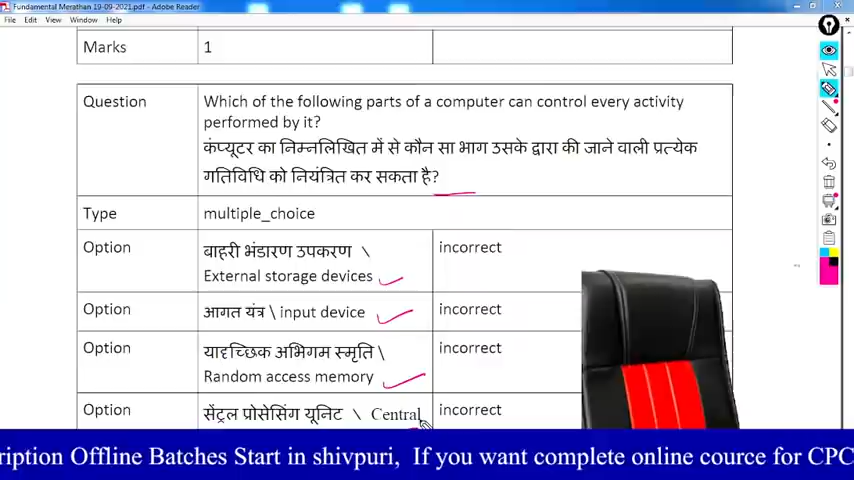 Fundamental Merathan 19-09-2021.pdf - Adobe Reader
File Edit View Window Help
Marks 1
Question Which of the following parts of a computer can control every activity
performed by it?
कंप्यूटर का निम्नलिखित में से कौन सा भाग उसके द्वारा की जाने वाली प्रत्येक
गतिविधि को नियंत्रित कर सकता है?
Type multiple_choice
Option बाहरी भंडारण उपकरण \ incorrect
External storage devices
Option आगत यंत्र \ input device incorrect
Option यादृच्छिक अभिगम स्मृति \ incorrect
Random access memory
Option सेंट्रल प्रोसेसिंग यूनिट \ Central incorrect
ription Offline Batches Start in shivpuri, If you want complete online cource for CPC